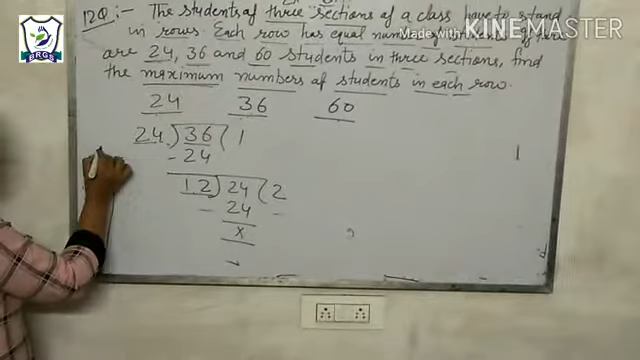 12Q:- The students of three sections of a class have to stand
in rows. Each row has equal
are 24, 36 and 60 students in three sections, find
the maximum numbers of students in each row.
24 36 60
24) 36 ( 1
- 24
12) 24 ( 2
- 24 -
x
SRGS
Made With KINEMASTER